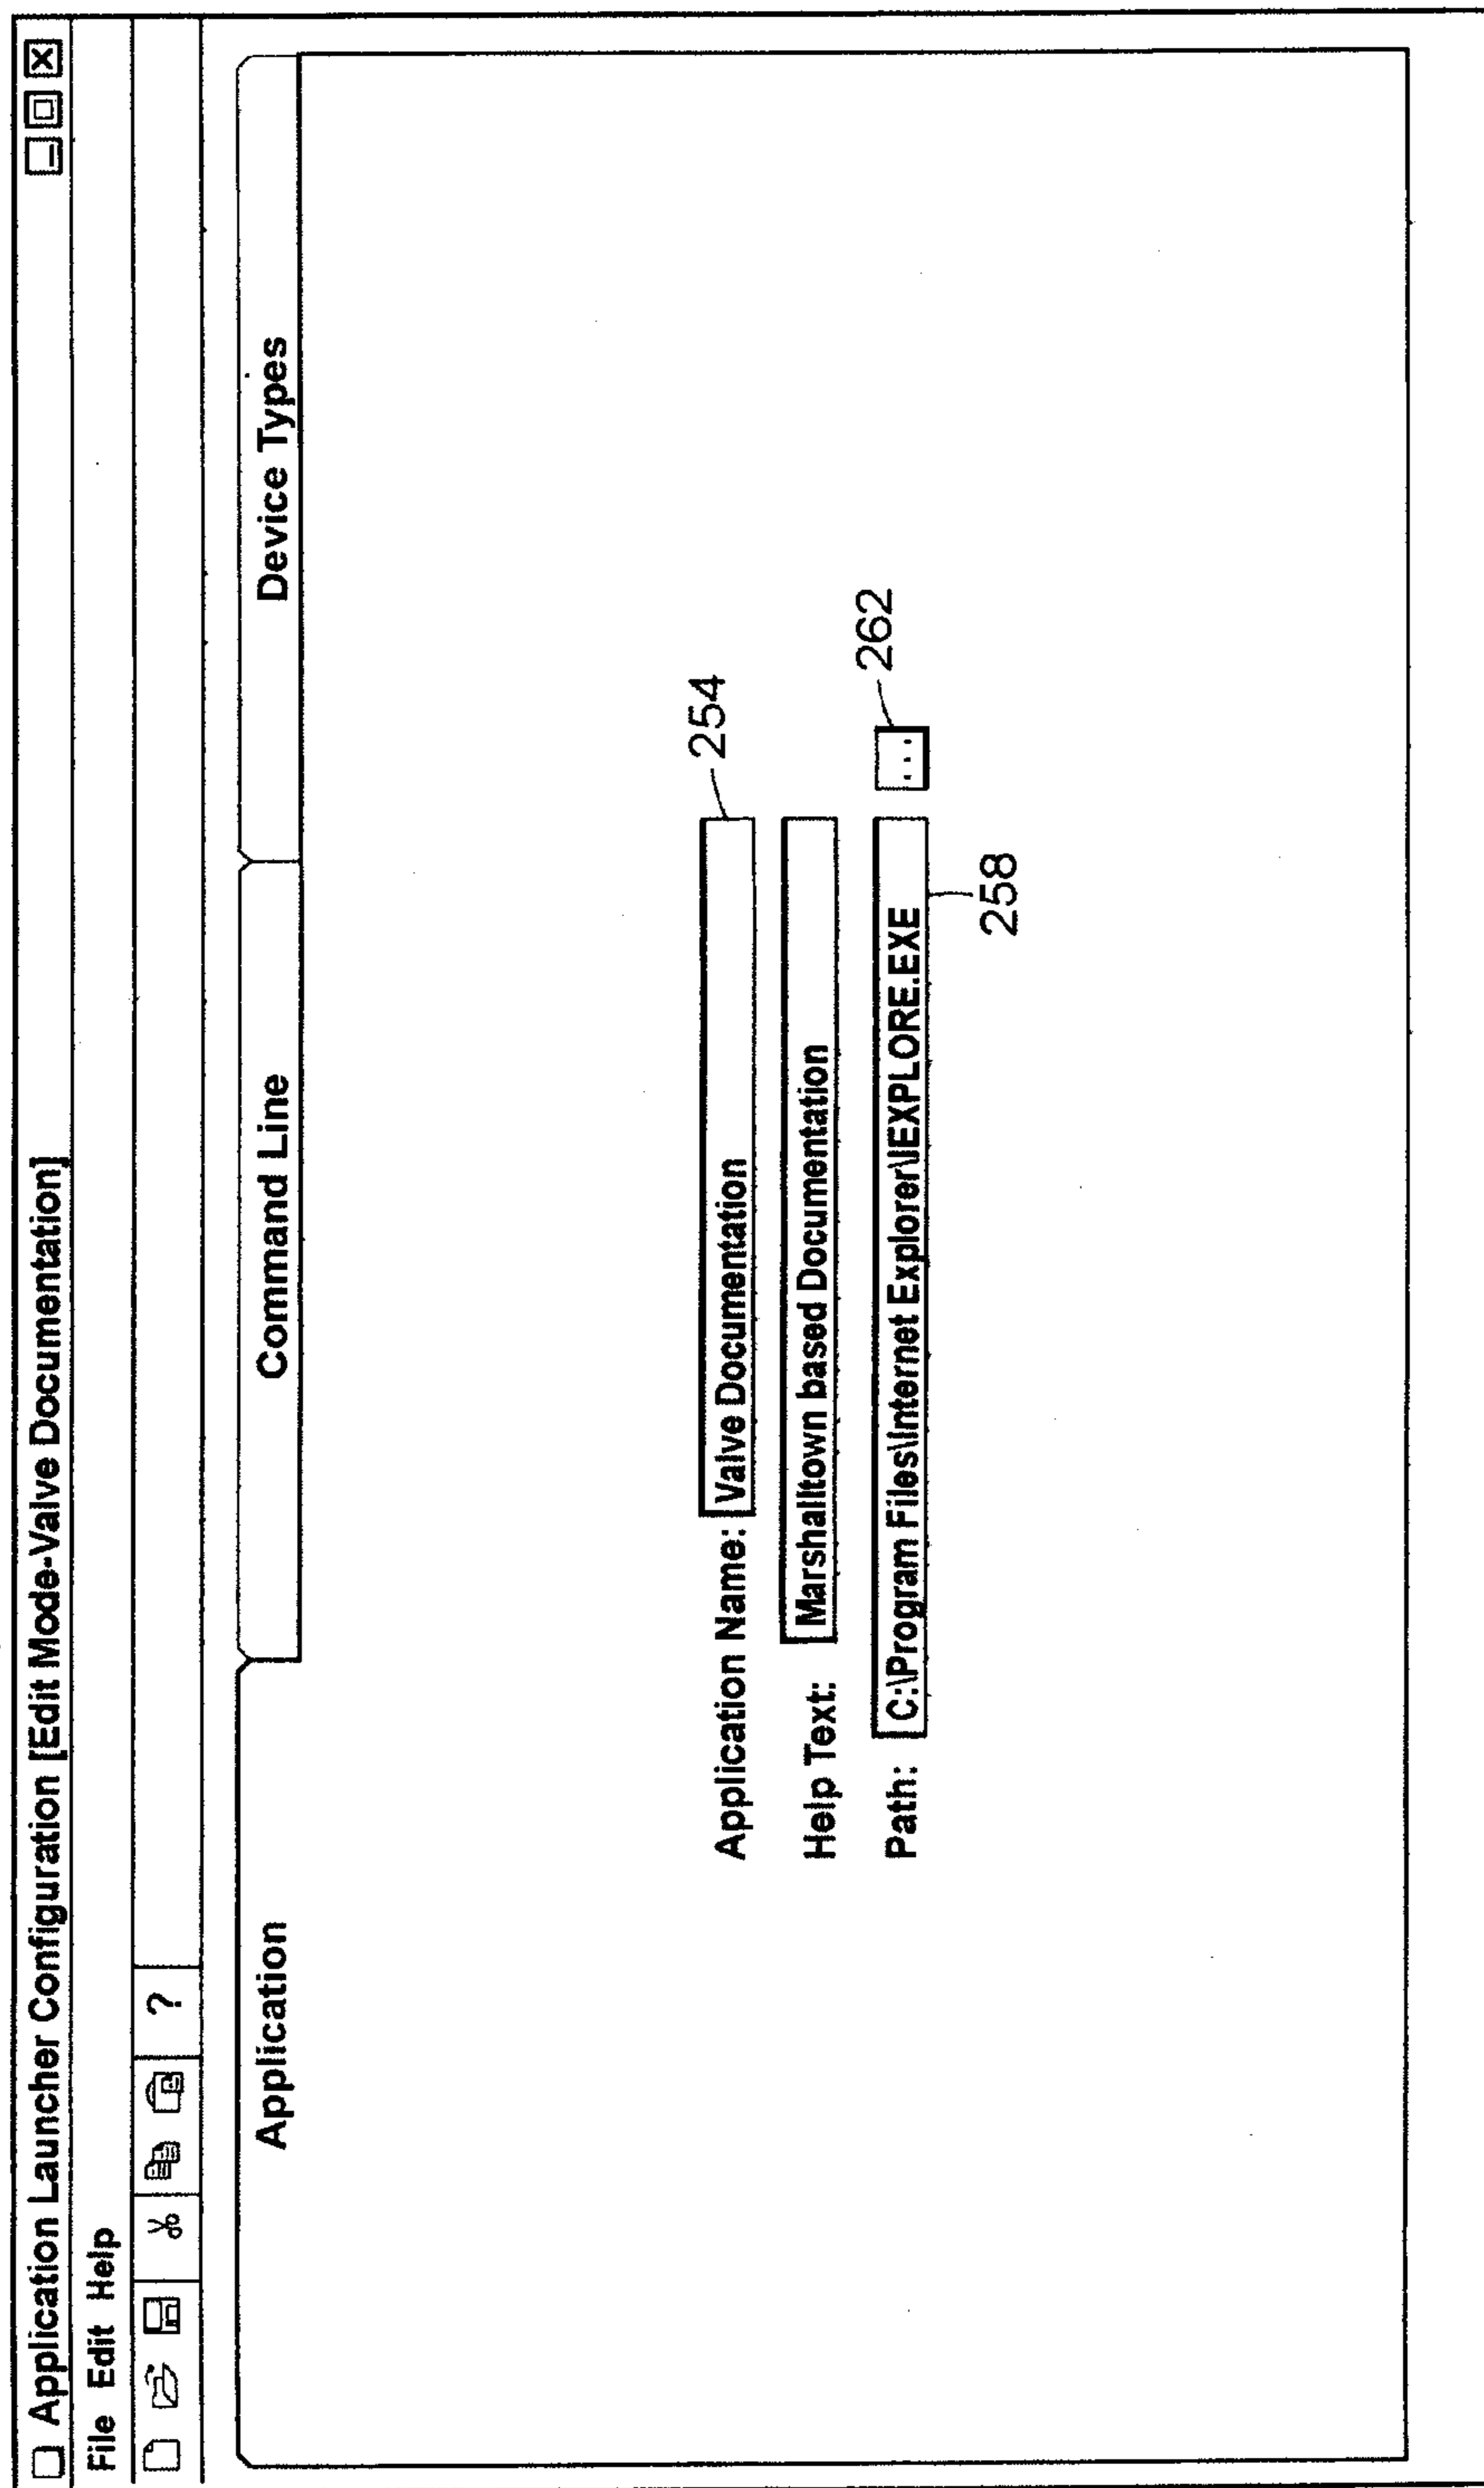 Application Launcher Configuration [Edit Mode-Valve Documentation]
File Edit Help
?
Application
Command Line
Device Types
Application Name: Valve Documentation
254
Help Text: Marshalltown based Documentation
Path: C:\Program Files\Internet Explorer\IEXPLORE.EXE
...
262
258